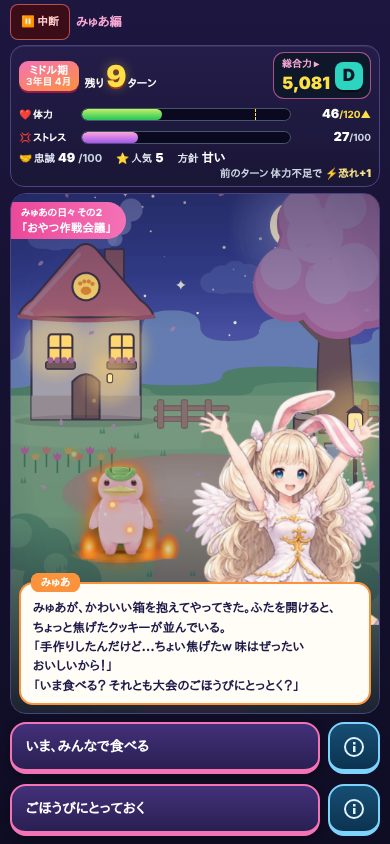 中断 みゅあ編
ミドル期
3年目 4月
残り 9 ターン
総合力▸
5,081 D
体力 46/120▲
ストレス 27/100
忠誠 49 /100 人気 5 方針 甘い
前のターン 体力不足で ⚡恐れ+1
みゅあの日々 その2
「おやつ作戦会議」
みゅあ
みゅあが、かわいい箱を抱えてやってきた。ふたを開けると、
ちょっと焦げたクッキーが並んでいる。
「手作りしたんだけど…ちょい焦げたw 味はぜったい
おいしいから!」
「いま食べる? それとも大会のごほうびにとっとく?」
いま、みんなで食べる
ごほうびにとっておく